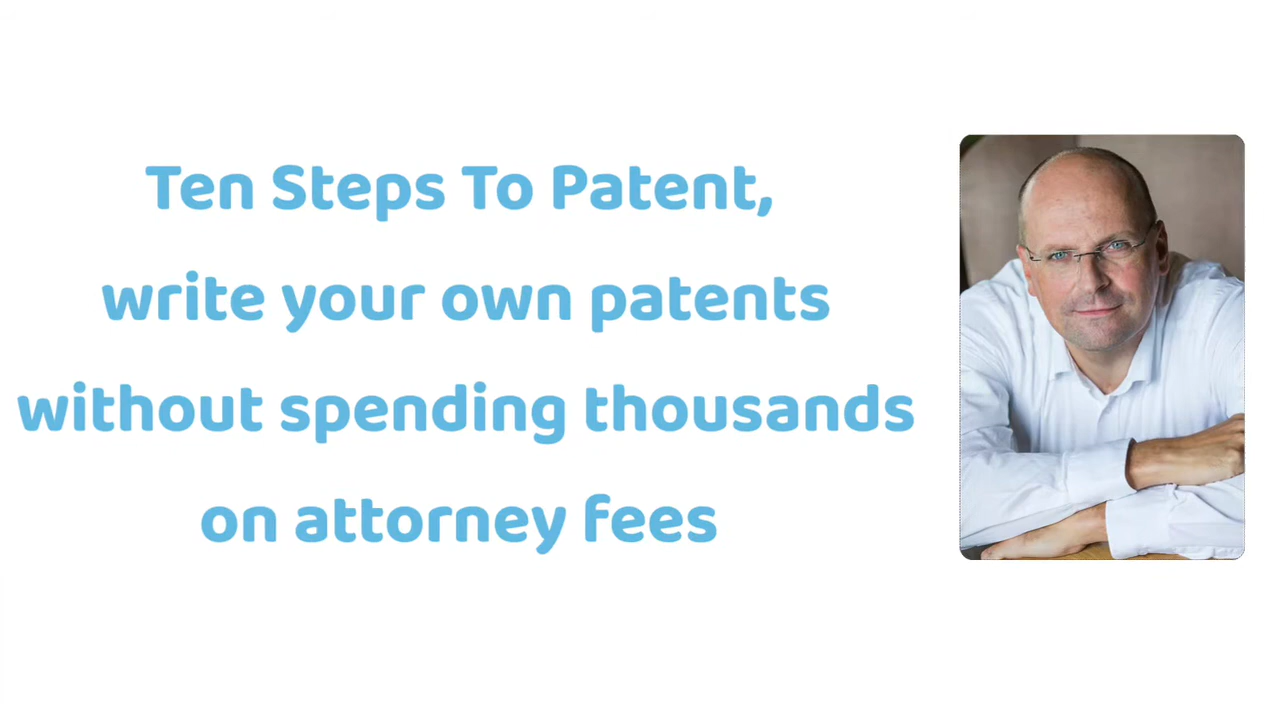 Ten Steps To Patent,
write your own patents
without spending thousands
on attorney fees